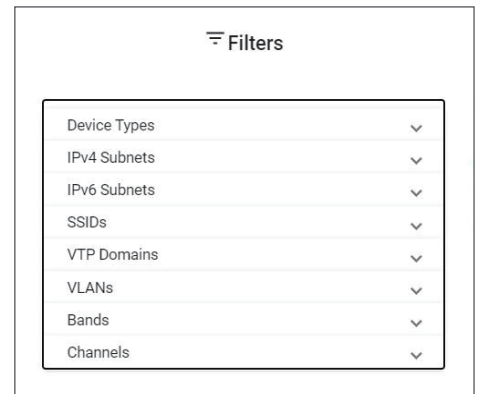 Filters
Device Types
IPv4 Subnets
IPv6 Subnets
SSIDs
VTP Domains
VLANs
Bands
Channels